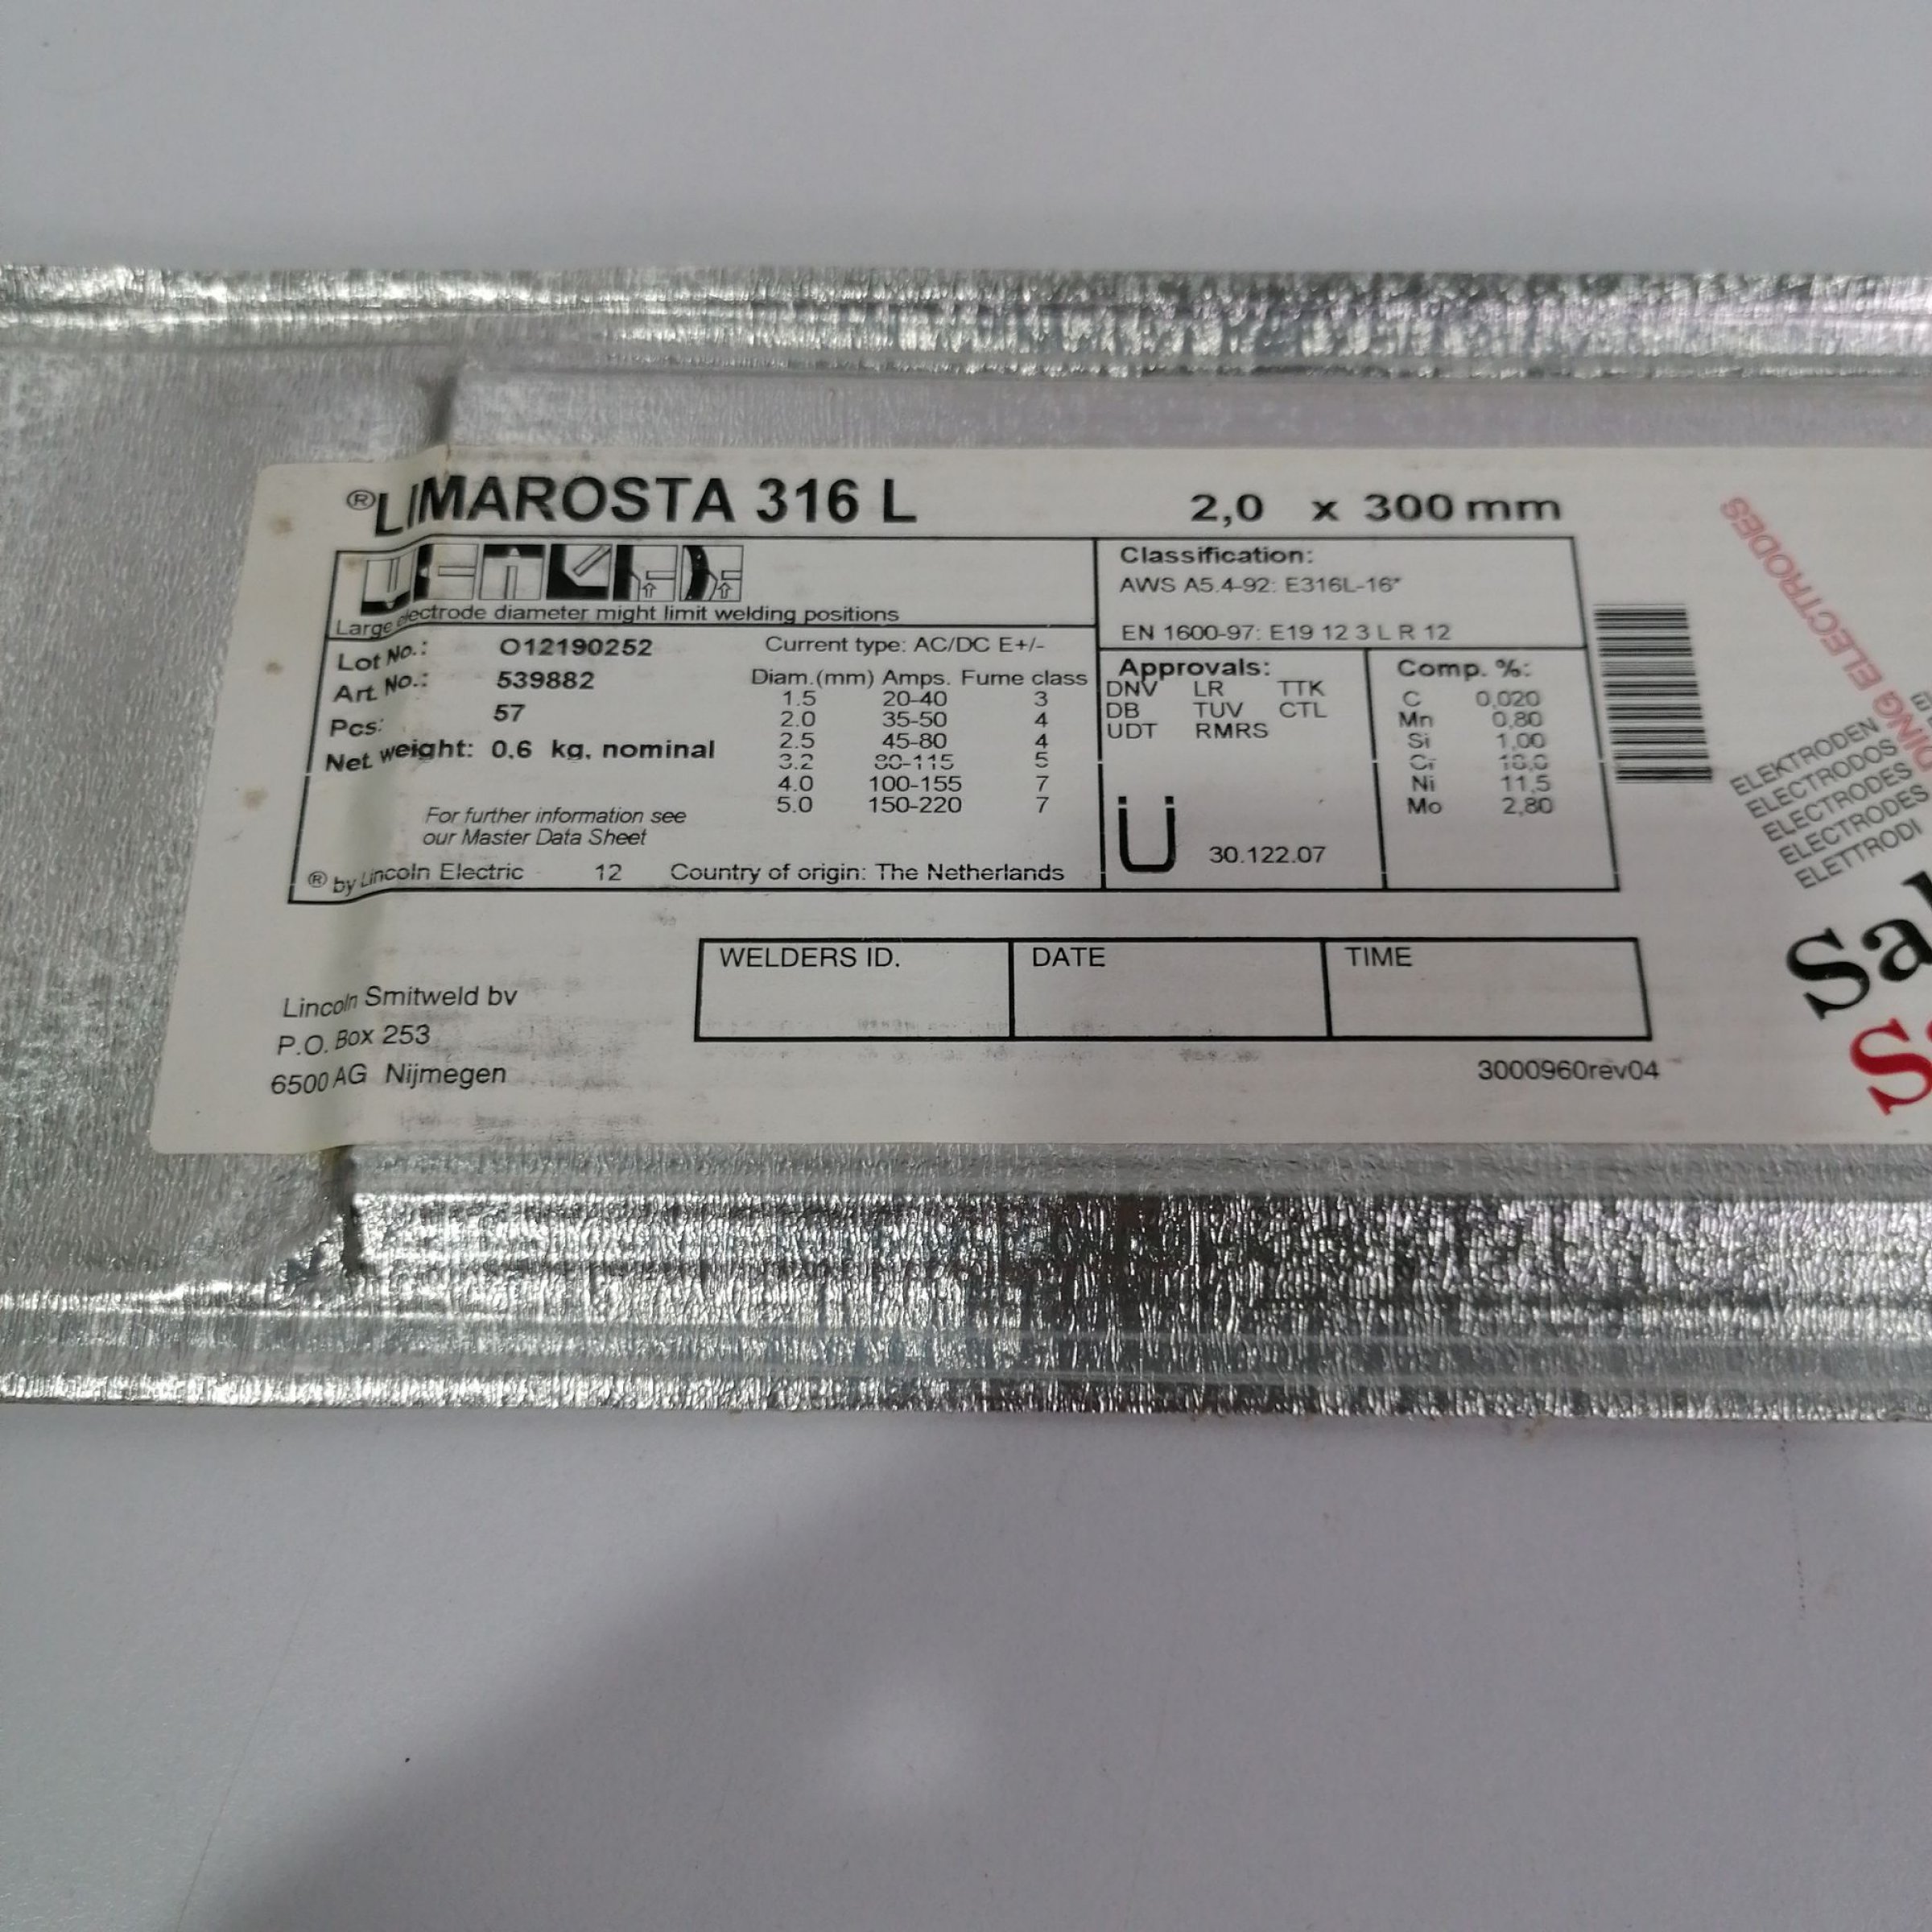 ®LIMAROSTA 316 L 2,0 x 300 mm
Large electrode diameter might limit welding positions
Classification:
AWS A5.4-92: E316L-16*
EN 1600-97: E19 12 3 L R 12
Lot No.: O12190252
Art. No.: 539882
Pcs: 57
Net weight: 0.6 kg. nominal
For further information see
our Master Data Sheet
Current type: AC/DC E+/-
Diam.(mm) Amps. Fume class
1.5 20-40 3
2.0 35-50 4
2.5 45-80 4
3.2 80-115 5
4.0 100-155 7
5.0 150-220 7
® by Lincoln Electric 12 Country of origin: The Netherlands
Approvals:
DNV LR TTK
DB TUV CTL
UDT RMRS
Ü 30.122.07
Comp. %:
C 0,020
Mn 0,80
Si 1,00
Cr
Ni 11,5
Mo 2,80
WELDERS ID. DATE TIME
Lincoln Smitweld bv
P.O. Box 253
6500 AG Nijmegen
3000960rev04
ELECTRODES
ELEKTRODEN
ELECTRODOS
ELECTRODES
ELECTRODES
ELETTRODI